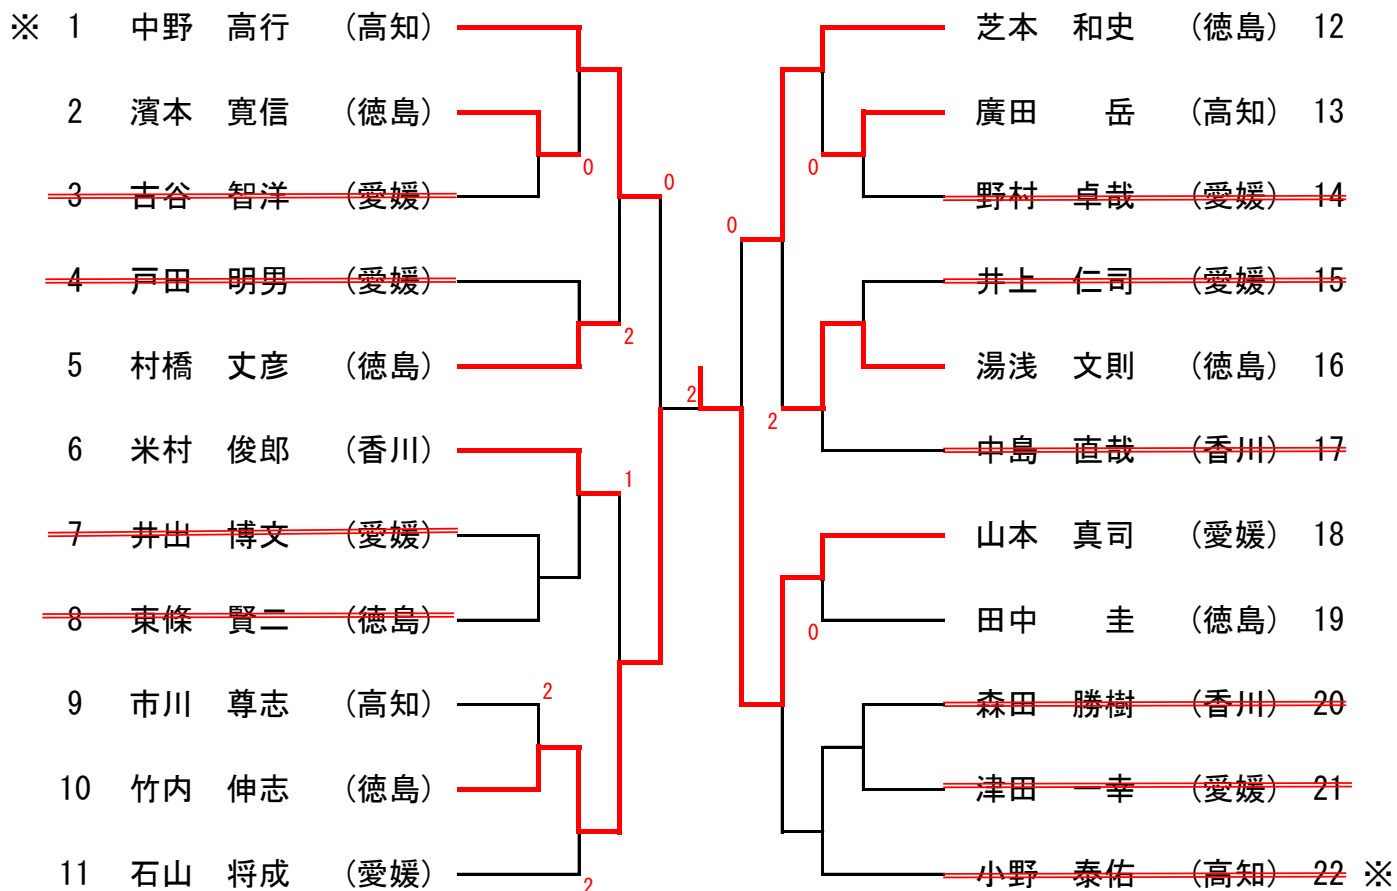 ※ 1 中野 高行 (高知) 芝本 和史 (徳島) 12
2 濱本 寛信 (徳島) 廣田 岳 (高知) 13
0 0
3 古谷 智洋 (愛媛) 0 野村 卓哉 (愛媛) 14
0
4 戸田 明男 (愛媛) 井上 仁司 (愛媛) 15
2
5 村橋 丈彦 (徳島) 湯浅 文則 (徳島) 16
2 2
6 米村 俊郎 (香川) 中島 直哉 (香川) 17
1
7 井出 博文 (愛媛) 山本 真司 (愛媛) 18
8 東條 賢二 (徳島) 0 田中 圭 (徳島) 19
2
9 市川 尊志 (高知) 森田 勝樹 (香川) 20
10 竹内 伸志 (徳島) 津田 一幸 (愛媛) 21
11 石山 将成 (愛媛) 2 小野 泰佑 (高知) 22 ※